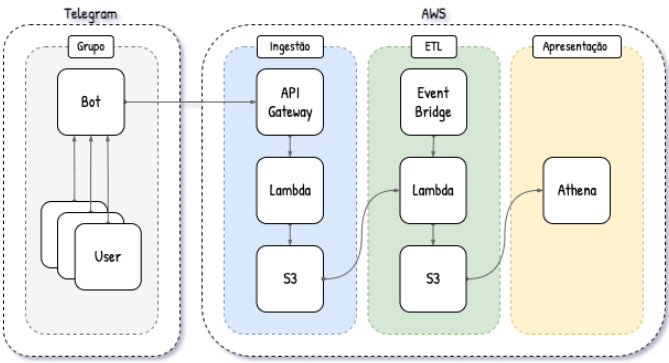 Telegram
AWS
Grupo
Ingestão
ETL
Apresentação
Bot
API
Gateway
Event
Bridge
Lambda
Lambda
Athena
User
S3
S3